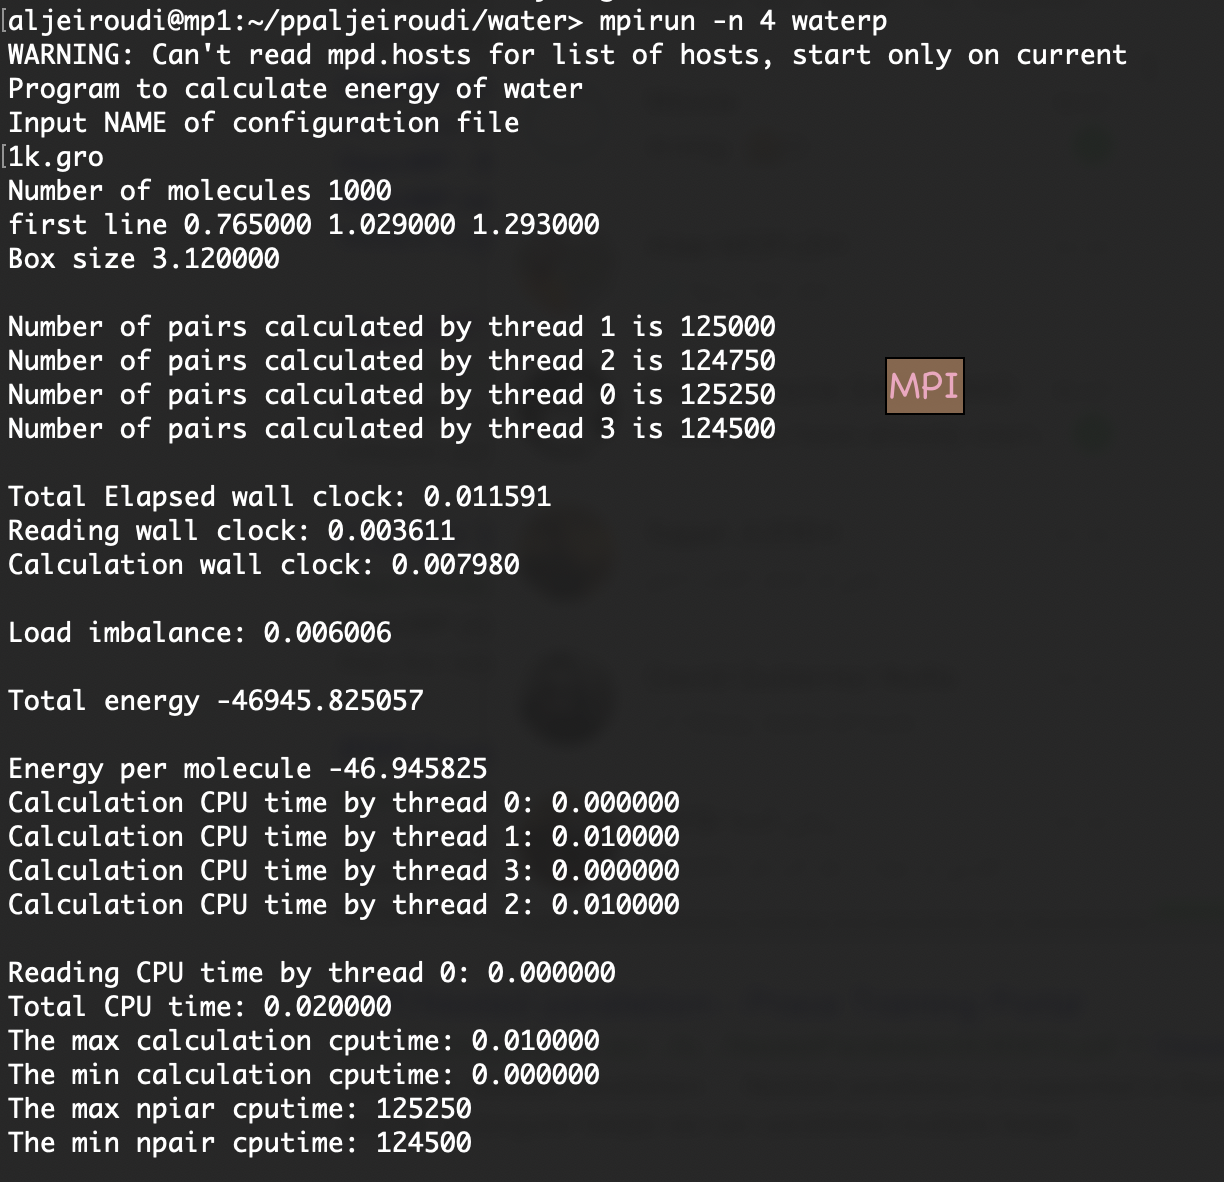 aljeiroudi@mp1:~/ppaljeiroudi/water> mpirun -n 4 waterp
WARNING: Can't read mpd.hosts for list of hosts, start only on current
Program to calculate energy of water
Input NAME of configuration file
1k.gro
Number of molecules 1000
first line 0.765000 1.029000 1.293000
Box size 3.120000
Number of pairs calculated by thread 1 is 125000
Number of pairs calculated by thread 2 is 124750
Number of pairs calculated by thread 0 is 125250
Number of pairs calculated by thread 3 is 124500
MPI
Total Elapsed wall clock: 0.011591
Reading wall clock: 0.003611
Calculation wall clock: 0.007980
Load imbalance: 0.006006
Total energy -46945.825057
Energy per molecule -46.945825
Calculation CPU time by thread 0: 0.000000
Calculation CPU time by thread 1: 0.010000
Calculation CPU time by thread 3: 0.000000
Calculation CPU time by thread 2: 0.010000
Reading CPU time by thread 0: 0.000000
Total CPU time: 0.020000
The max calculation cputime: 0.010000
The min calculation cputime: 0.000000
The max npiar cputime: 125250
The min npair cputime: 124500